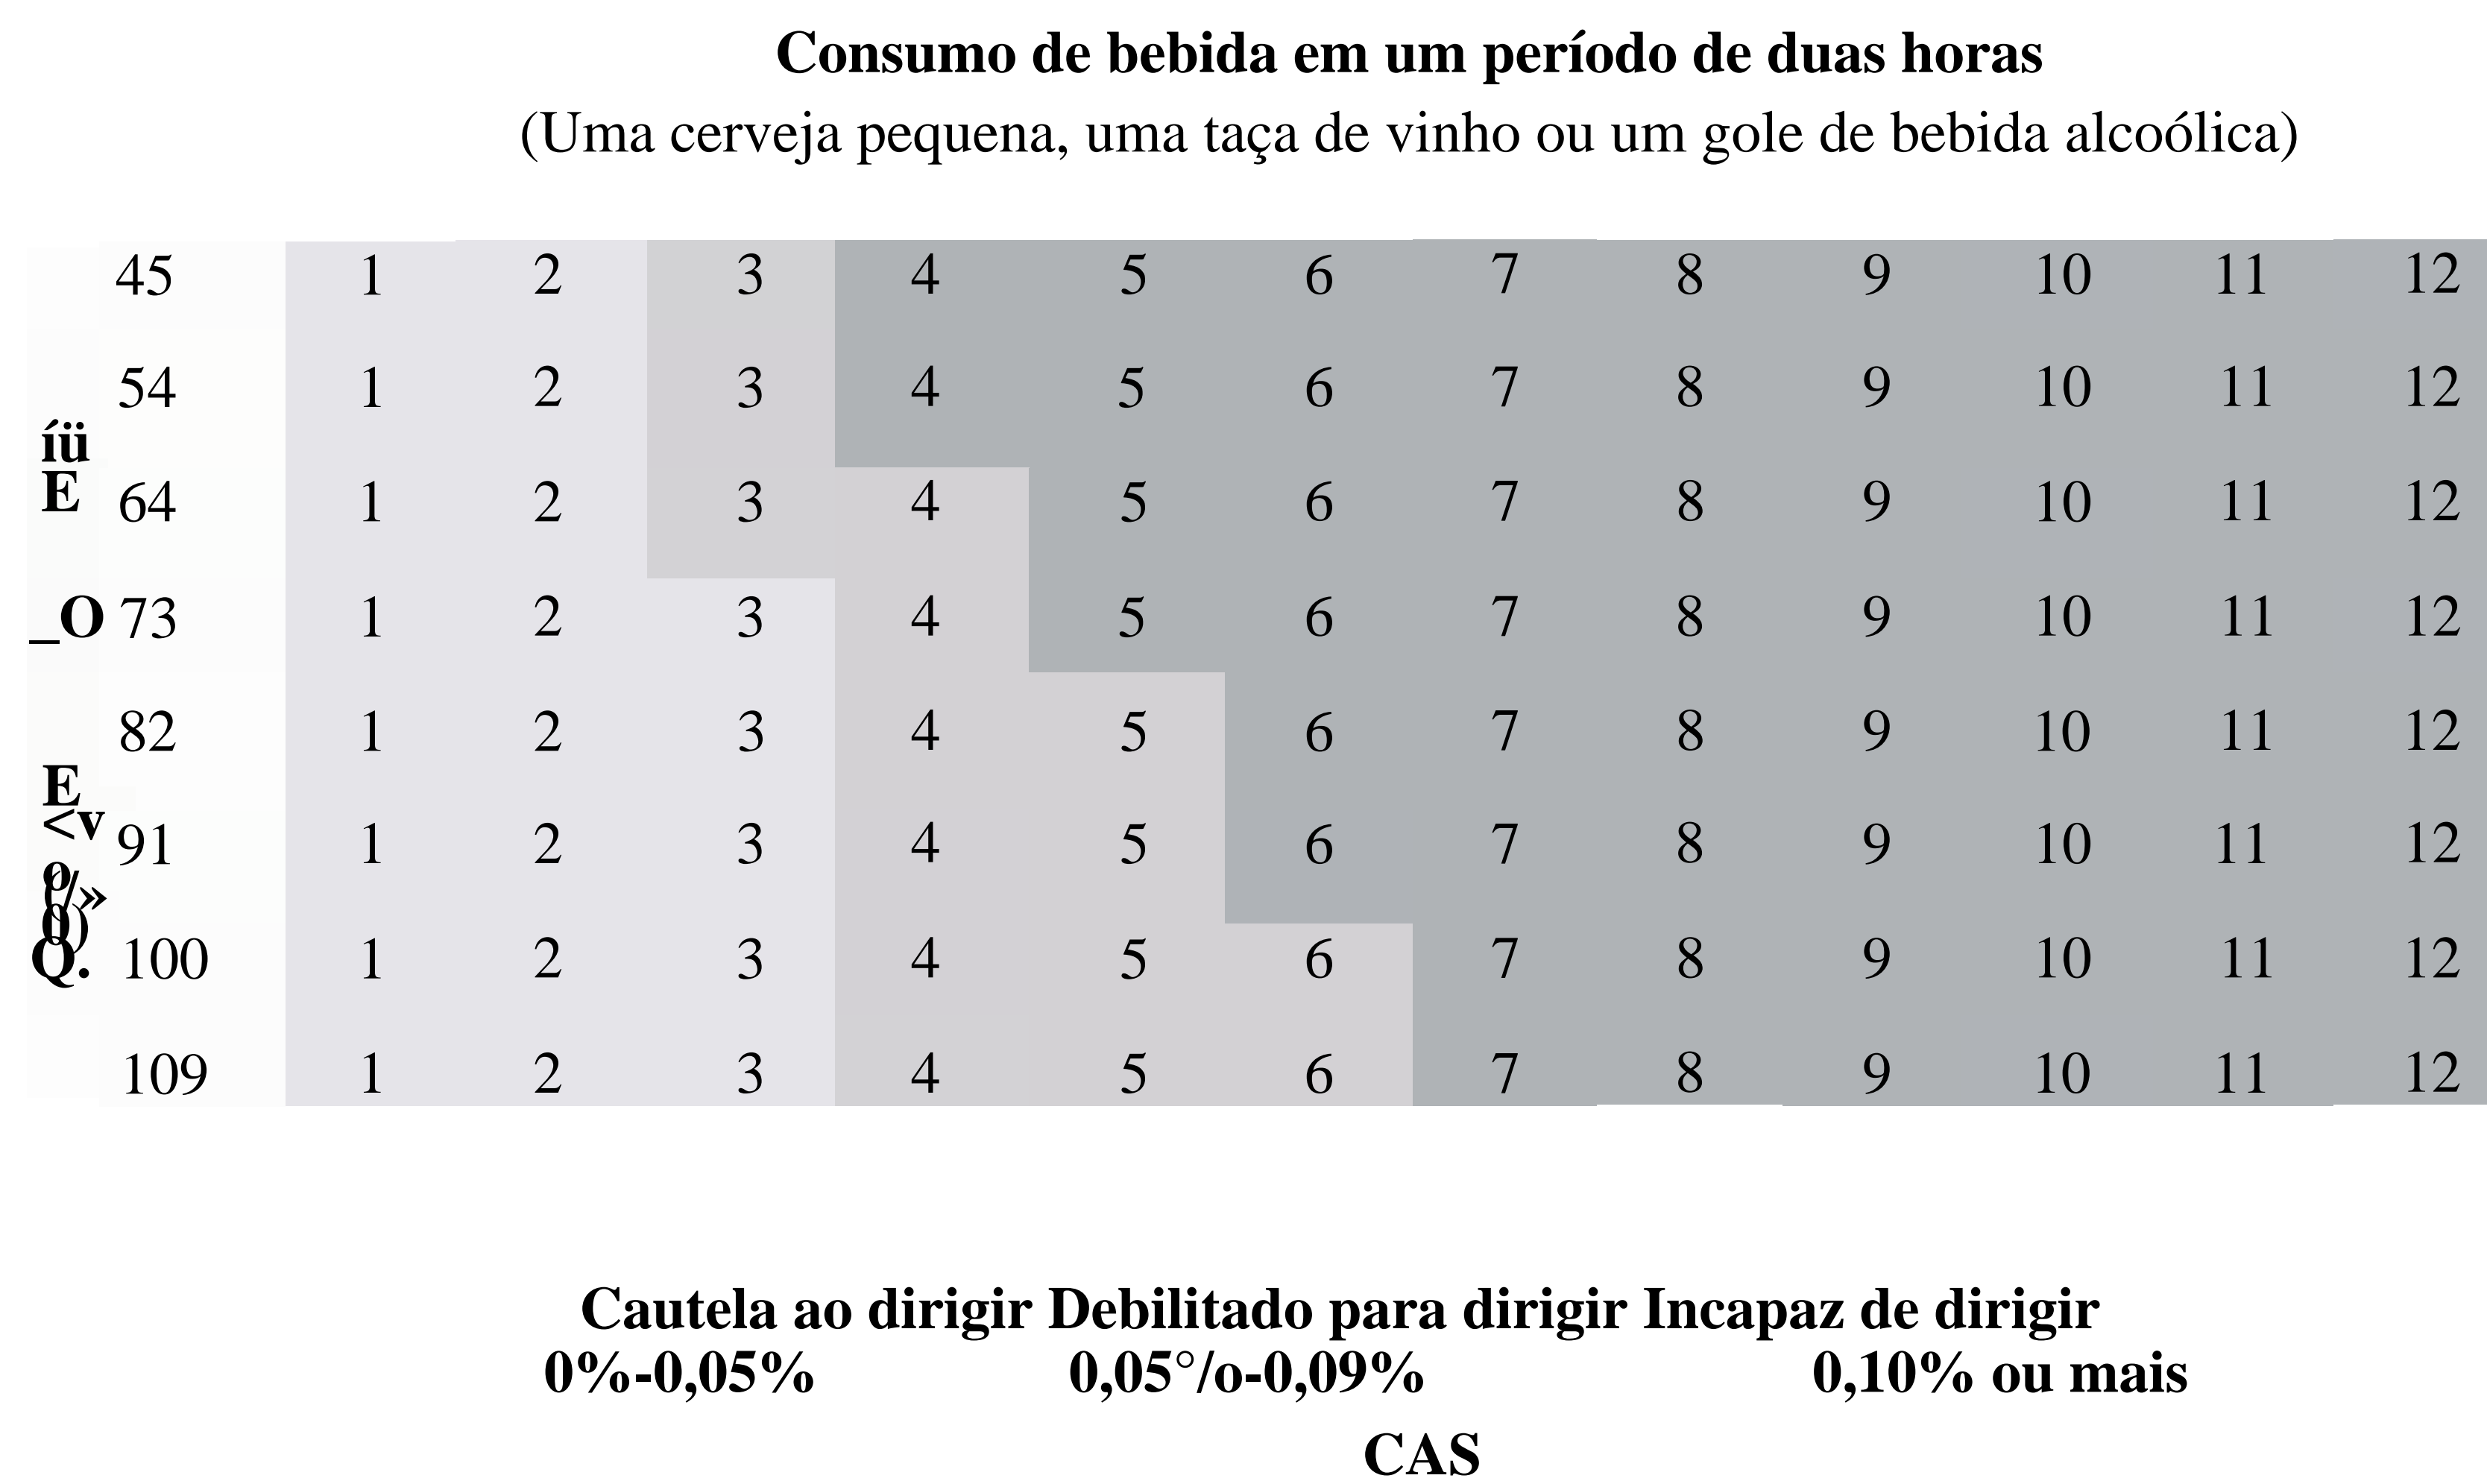 Consumo de bebida em um período de duas horas
(Uma cerveja pequena, uma taça de vinho ou um gole de bebida alcoólica)
45 1 2 3 4 5 6 7 8 9 10 11 12
54 1 2 3 4 5 6 7 8 9 10 11 12
íü
E
64 1 2 3 4 5 6 7 8 9 10 11 12
_O 73 1 2 3 4 5 6 7 8 9 10 11 12
82 1 2 3 4 5 6 7 8 9 10 11 12
E
<v
91 1 2 3 4 5 6 7 8 9 10 11 12
Q. 100 1 2 3 4 5 6 7 8 9 10 11 12
109 1 2 3 4 5 6 7 8 9 10 11 12
Cautela ao dirigir Debilitado para dirigir Incapaz de dirigir
0%-0,05% 0,05°/o-0,09% 0,10% ou mais
CAS